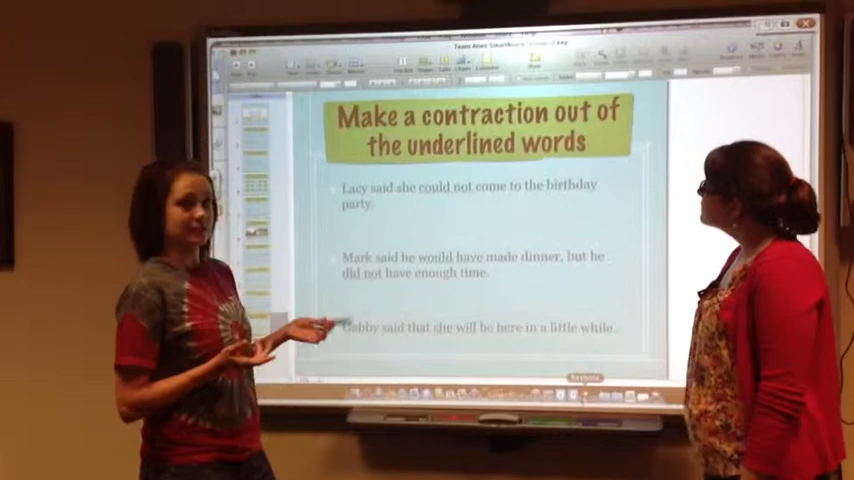 Make a contraction out of
the underlined words
Lacy said she could not come to the birthday
party.
Mark said he would have made dinner, but he
did not have enough time.
Gabby said that she will be here in a little while.
Keynote